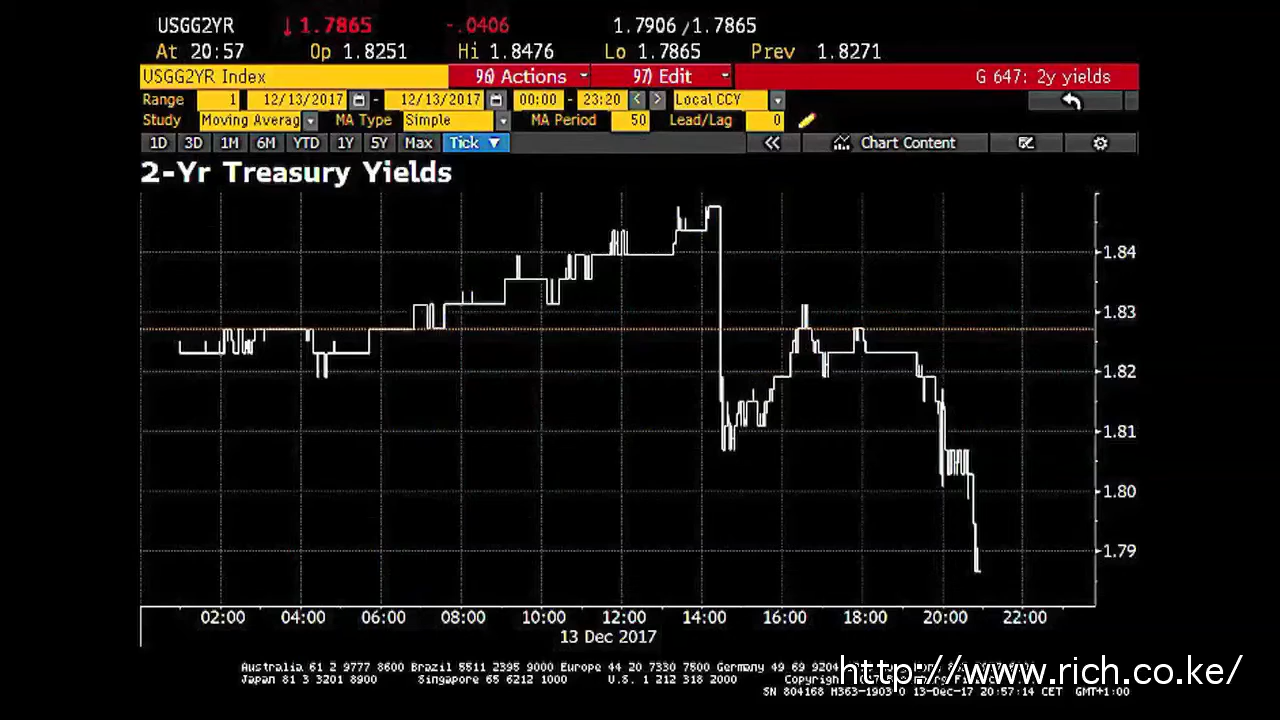 USGG2YR ↓ 1.7865 -.0406 1.7906 /1.7865
At 20:57 Op 1.8251 Hi 1.8476 Lo 1.7865 Prev 1.8271
USGG2YR Index 96) Actions 97) Edit G 647: 2y yields
Range 1 12/13/2017 - 12/13/2017 00:00 - 23:20 < > Local CCY
Study Moving Averag MA Type Simple MA Period 50 Lead/Lag 0
1D 3D 1M 6M YTD 1Y 5Y Max Tick ▼ « Chart Content
2-Yr Treasury Yields
1.84
1.83
1.82
1.81
1.80
1.79
02:00 04:00 06:00 08:00 10:00 12:00 14:00 16:00 18:00 20:00 22:00
13 Dec 2017
Australia 61 2 9777 8600 Brazil 5511 2395 9000 Europe 44 20 7330 7500 Germany 49 69 9204
http://www.rich.co.ke/
Japan 81 3 3201 8900 Singapore 65 6212 1000 U.S. 1 212 318 2000
SN 804168 H363-1903-0 13-Dec-17 20:57:14 CET GMT+1:00